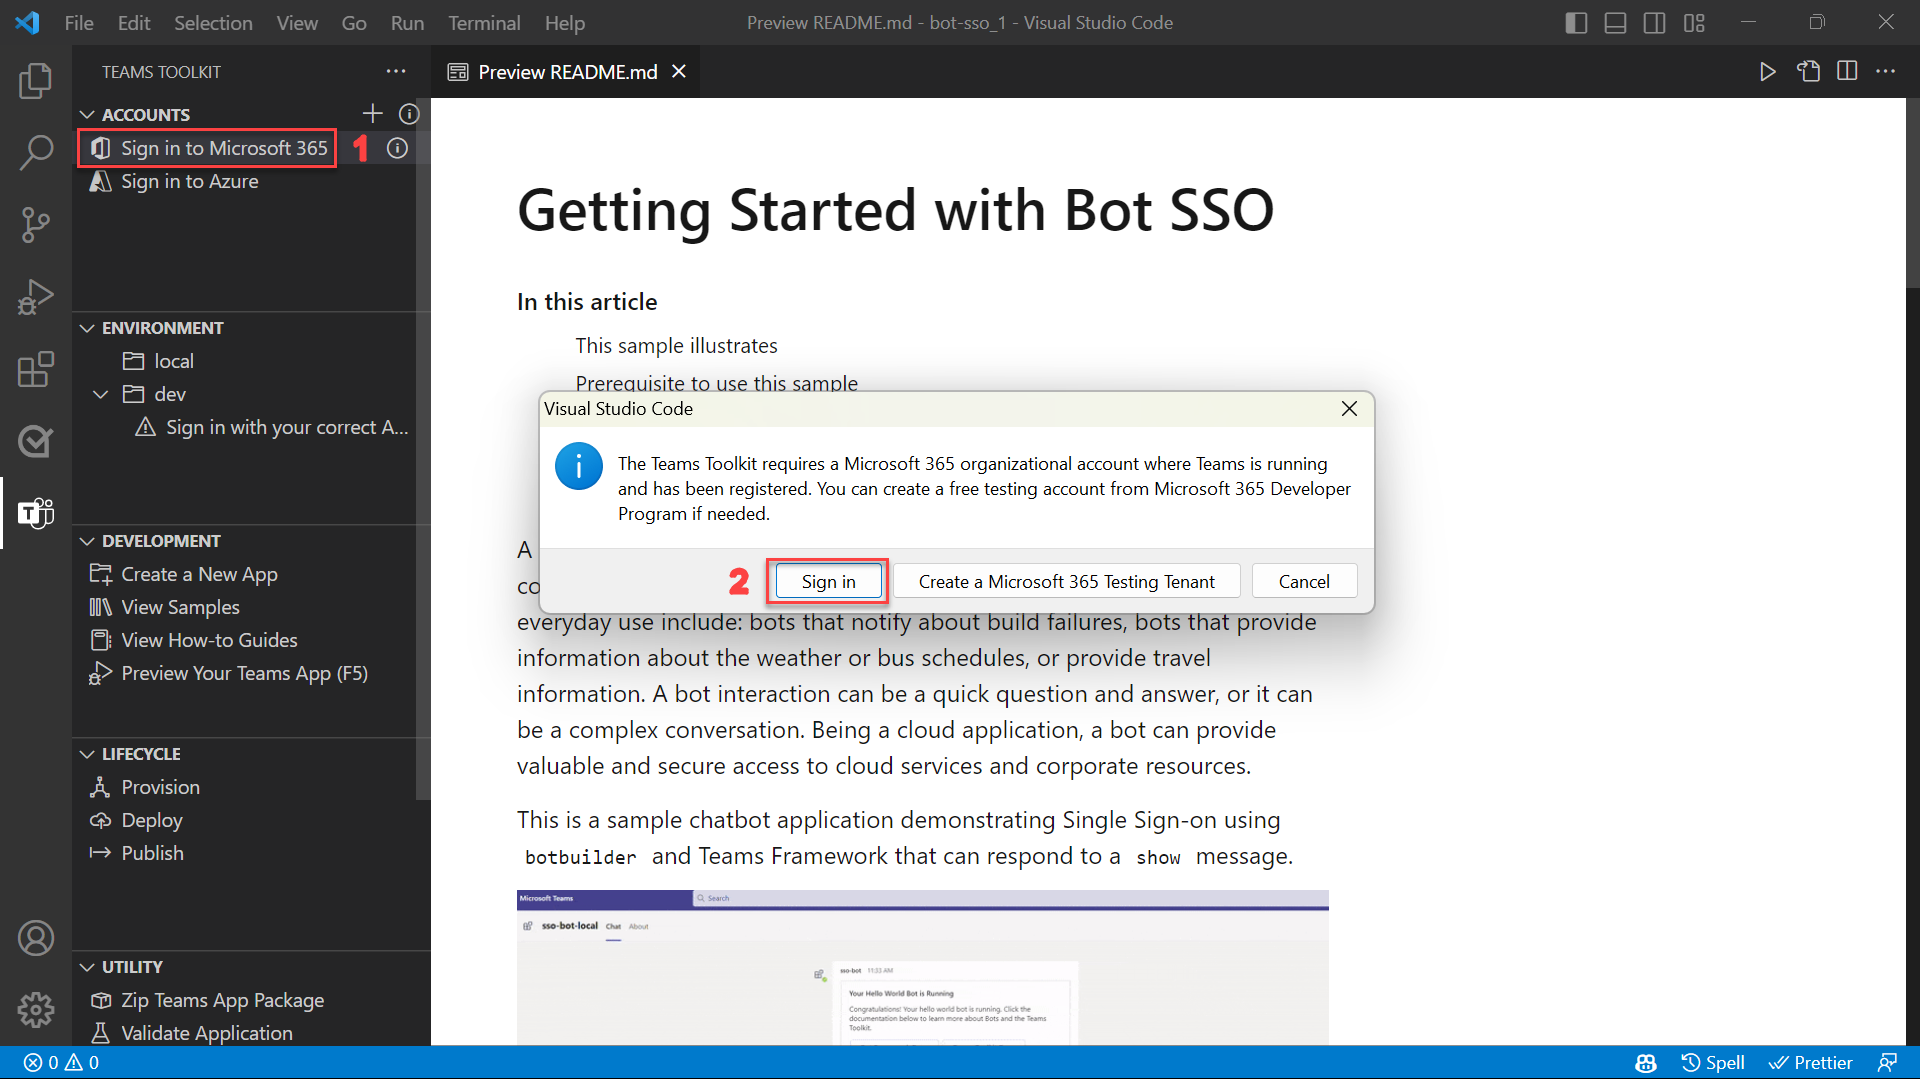 File Edit Selection View Go Run Terminal Help
Preview README.md - bot-sso_1 - Visual Studio Code
TEAMS TOOLKIT
Preview README.md
ACCOUNTS
Sign in to Microsoft 365
1
Sign in to Azure
ENVIRONMENT
local
dev
Sign in with your correct A...
DEVELOPMENT
Create a New App
View Samples
View How-to Guides
Preview Your Teams App (F5)
LIFECYCLE
Provision
Deploy
Publish
UTILITY
Zip Teams App Package
Validate Application
Getting Started with Bot SSO
In this article
This sample illustrates
Prerequisite to use this sample
Visual Studio Code
The Teams Toolkit requires a Microsoft 365 organizational account where Teams is running
and has been registered. You can create a free testing account from Microsoft 365 Developer
Program if needed.
2
Sign in
Create a Microsoft 365 Testing Tenant
Cancel
A
co
everyday use include: bots that notify about build failures, bots that provide
information about the weather or bus schedules, or provide travel
information. A bot interaction can be a quick question and answer, or it can
be a complex conversation. Being a cloud application, a bot can provide
valuable and secure access to cloud services and corporate resources.
This is a sample chatbot application demonstrating Single Sign-on using
botbuilder and Teams Framework that can respond to a show message.
Microsoft Teams
Search
sso-bot-local Chat About
sso-bot 11:33 AM
Your Hello World Bot is Running
Congratulations! Your hello world bot is running. Click the
documentation below to learn more about Bots and the Teams
Toolkit.
0 0
Spell
Prettier